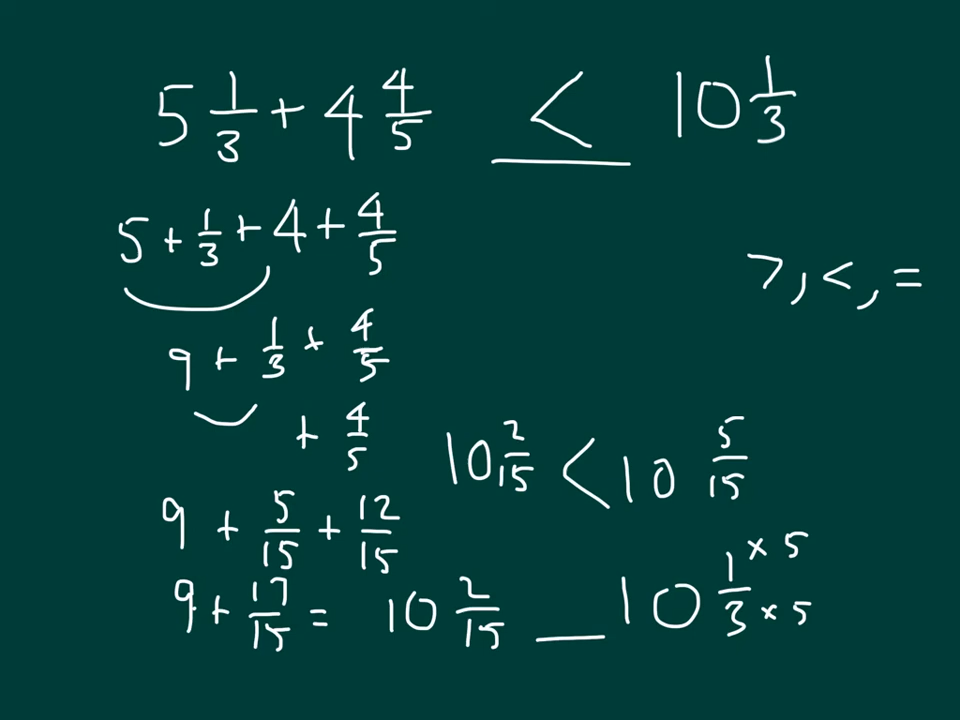 5 1/3 + 4 4/5 < 10 1/3
5 + 1/3 + 4 + 4/5
>, <, =
9 + 1/3 + 4/5
+ 4/5
10 2/15 < 10 5/15
9 + 5/15 + 12/15
9 + 17/15 = 10 2/15 __ 10 1/3 × 5 × 5